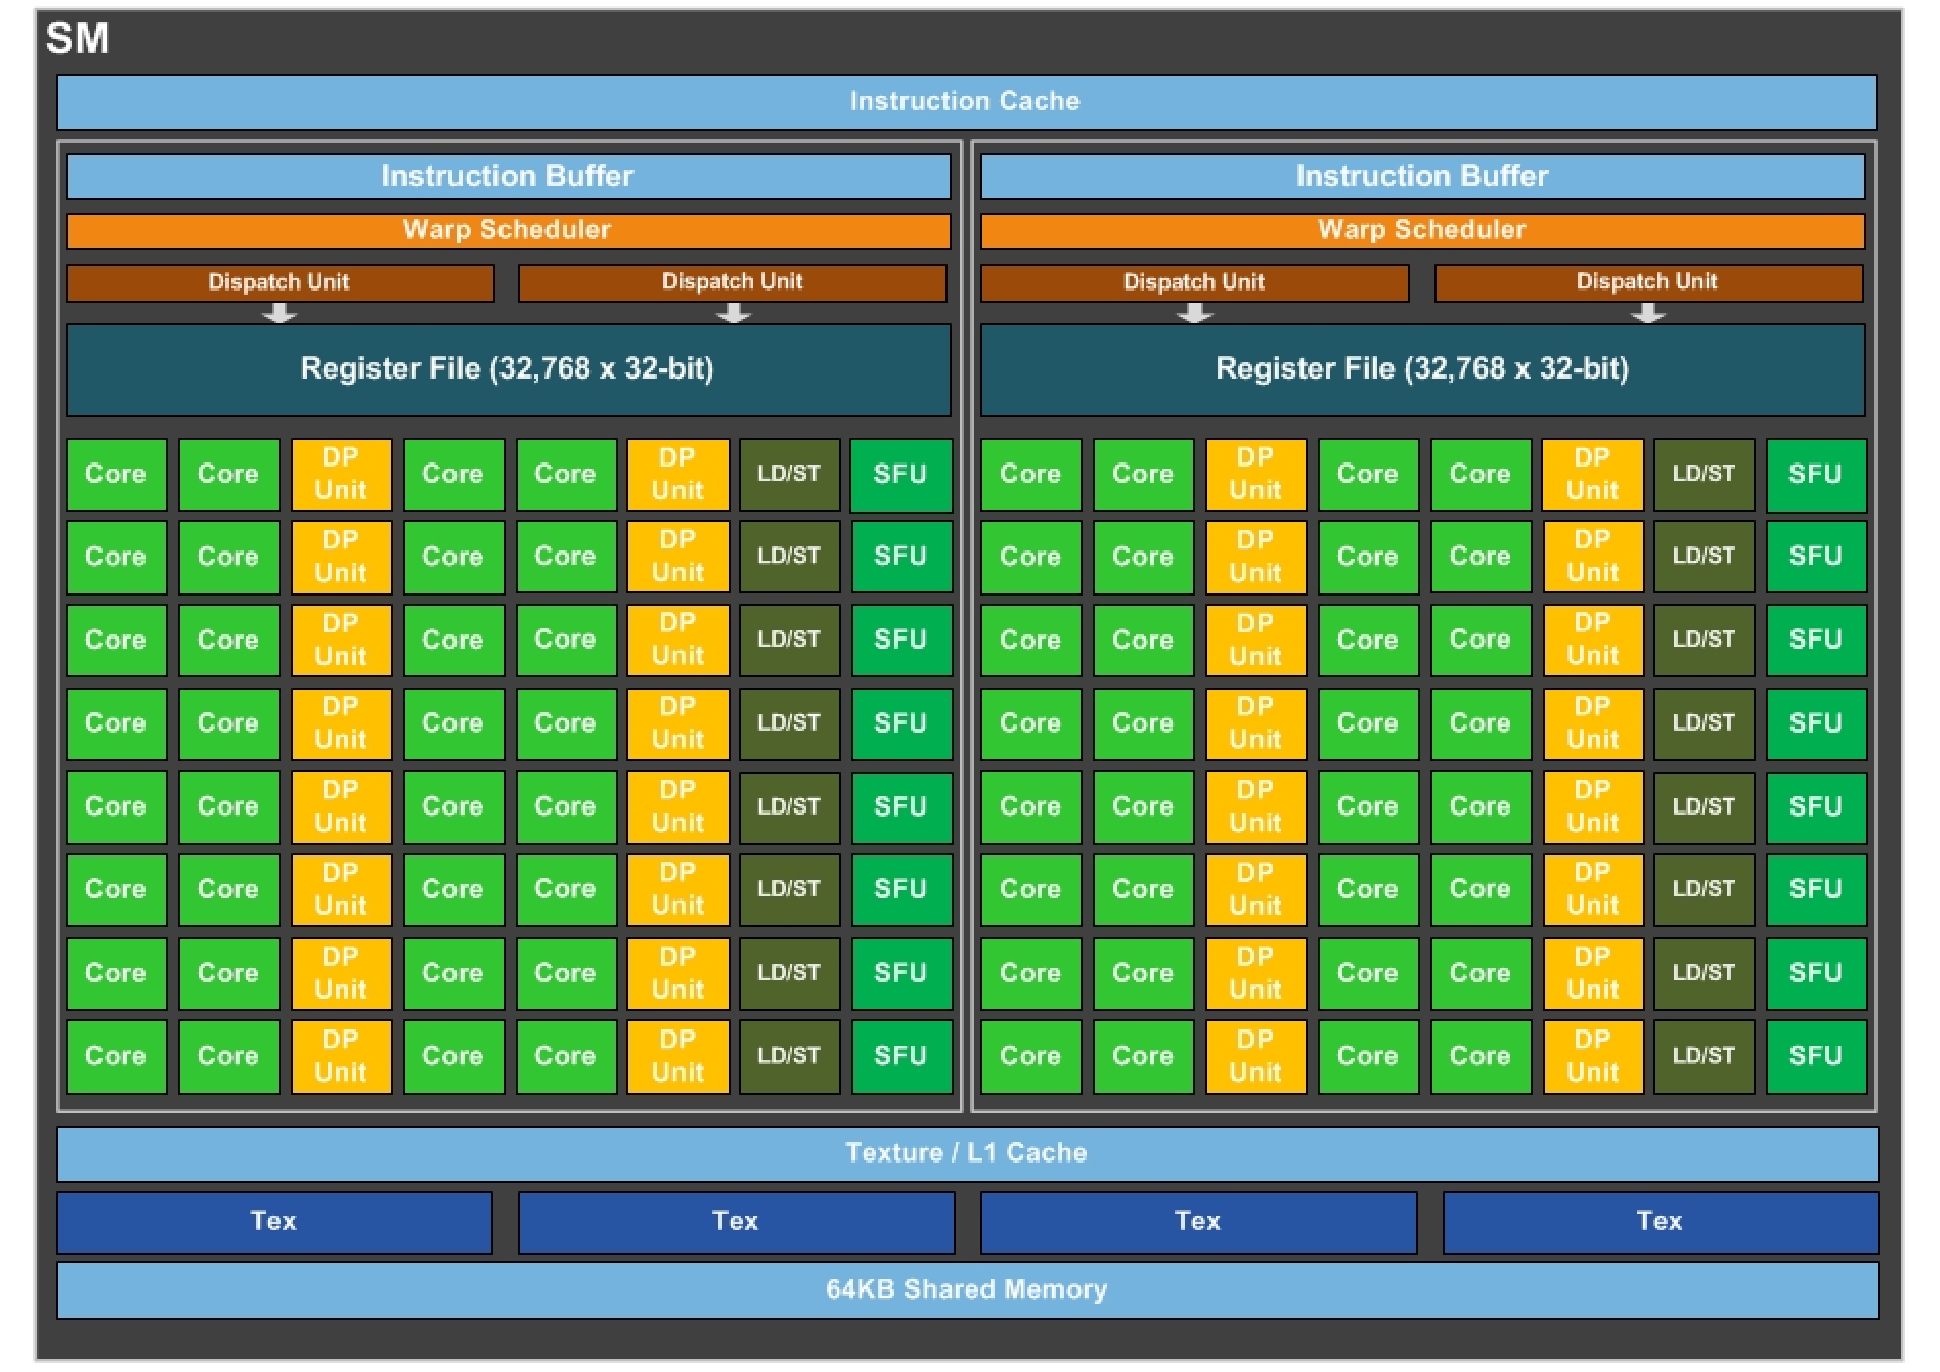 SM
Instruction Cache
Instruction Buffer Instruction Buffer
Warp Scheduler Warp Scheduler
Dispatch Unit Dispatch Unit Dispatch Unit Dispatch Unit
Register File (32,768 x 32-bit) Register File (32,768 x 32-bit)
Core Core DP Unit Core Core DP Unit LD/ST SFU Core Core DP Unit Core Core DP Unit LD/ST SFU
Core Core DP Unit Core Core DP Unit LD/ST SFU Core Core DP Unit Core Core DP Unit LD/ST SFU
Core Core DP Unit Core Core DP Unit LD/ST SFU Core Core DP Unit Core Core DP Unit LD/ST SFU
Core Core DP Unit Core Core DP Unit LD/ST SFU Core Core DP Unit Core Core DP Unit LD/ST SFU
Core Core DP Unit Core Core DP Unit LD/ST SFU Core Core DP Unit Core Core DP Unit LD/ST SFU
Core Core DP Unit Core Core DP Unit LD/ST SFU Core Core DP Unit Core Core DP Unit LD/ST SFU
Core Core DP Unit Core Core DP Unit LD/ST SFU Core Core DP Unit Core Core DP Unit LD/ST SFU
Core Core DP Unit Core Core DP Unit LD/ST SFU Core Core DP Unit Core Core DP Unit LD/ST SFU
Texture / L1 Cache
Tex Tex Tex Tex
64KB Shared Memory